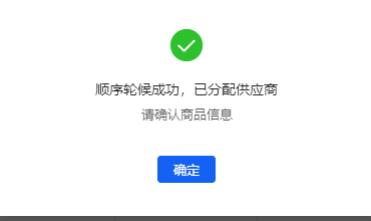 顺序轮候成功，已分配供应商
请确认商品信息
确定